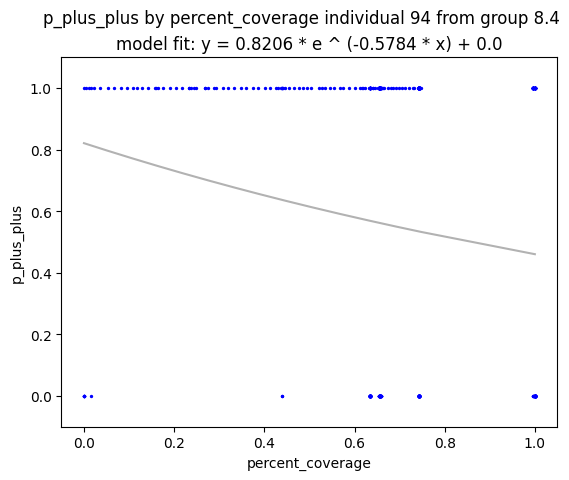 p_plus_plus by percent_coverage individual 94 from group 8.4
model fit: y = 0.8206 * e ^ (-0.5784 * x) + 0.0
1.0
0.8
0.6
0.4
0.2
0.0
p_plus_plus
0.0 0.2 0.4 0.6 0.8 1.0
percent_coverage